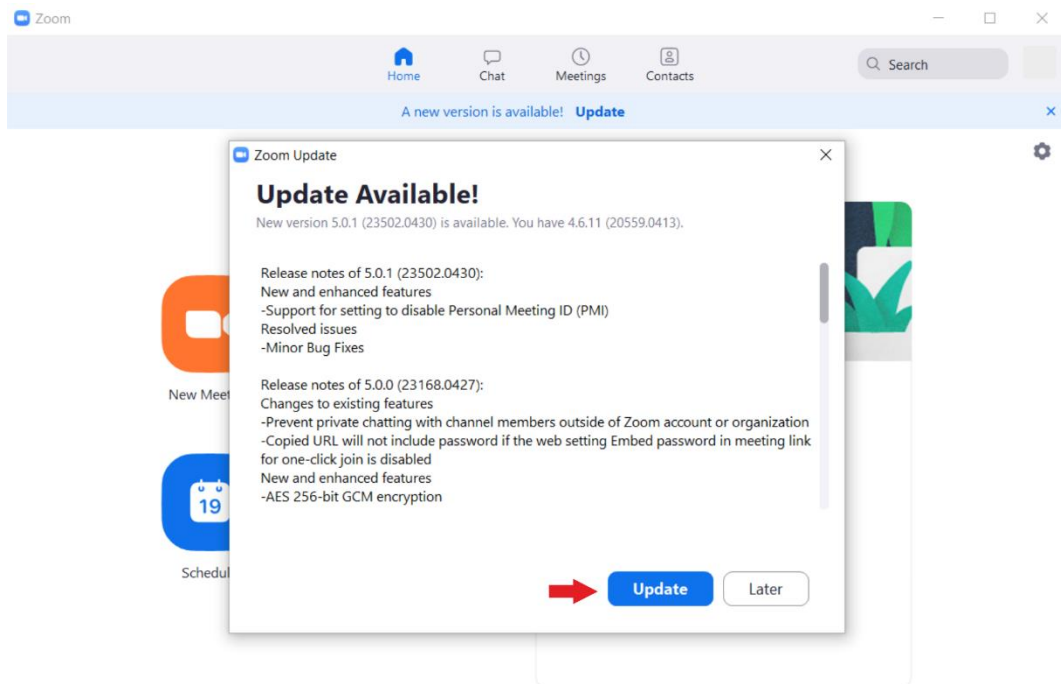 Zoom
Home
Chat
Meetings
Contacts
Search
A new version is available! Update
Zoom Update
Update Available!
New version 5.0.1 (23502.0430) is available. You have 4.6.11 (20559.0413).
Release notes of 5.0.1 (23502.0430):
New and enhanced features
-Support for setting to disable Personal Meeting ID (PMI)
Resolved issues
-Minor Bug Fixes
Release notes of 5.0.0 (23168.0427):
Changes to existing features
-Prevent private chatting with channel members outside of Zoom account or organization
-Copied URL will not include password if the web setting Embed password in meeting link
for one-click join is disabled
New and enhanced features
-AES 256-bit GCM encryption
New Meet
19
Schedul
Update
Later